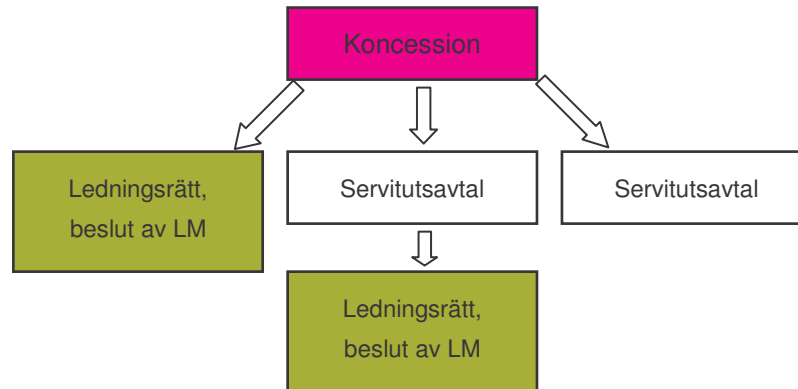 Koncession
Ledningsrätt,
beslut av LM
Servitutsavtal
Servitutsavtal
Ledningsrätt,
beslut av LM